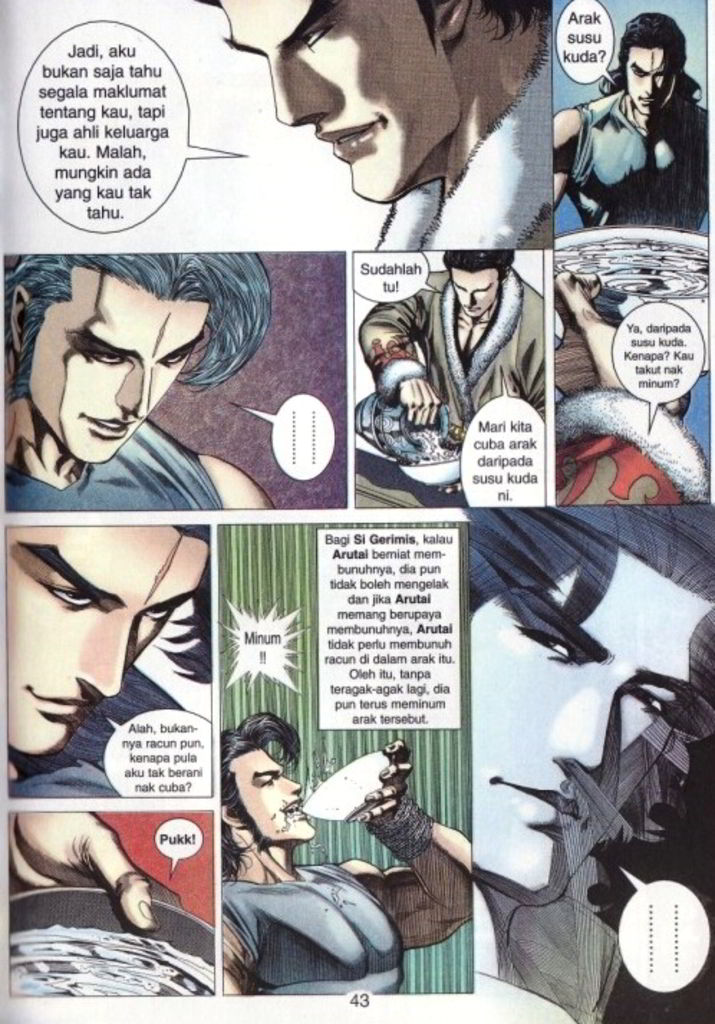 Jadi, aku
bukan saja tahu
segala maklumat
tentang kau, tapi
juga ahli keluarga
kau. Malah,
mungkin ada
yang kau tak
tahu.
Arak
susu
kuda?
Sudahlah
tu!
Mari kita
cuba arak
daripada
susu kuda
ni.
Ya, daripada
susu kuda.
Kenapa? Kau
takut nak
minum?
Alah, bukan-
nya racun pun,
kenapa pula
kau tak berani
nak cuba?
Pukk!
Minum
!!
Bagi Si Gerimis, kalau
Arutai berniat mem-
bunuhnya, dia pun
tidak boleh mengelak
dan jika Arutai
memang berupaya
membunuhnya, Arutai
tidak perlu membunuh
racun di dalam arak itu.
Oleh itu, tanpa
teragak-agak lagi, dia
pun terus meminum
arak tersebut.
43